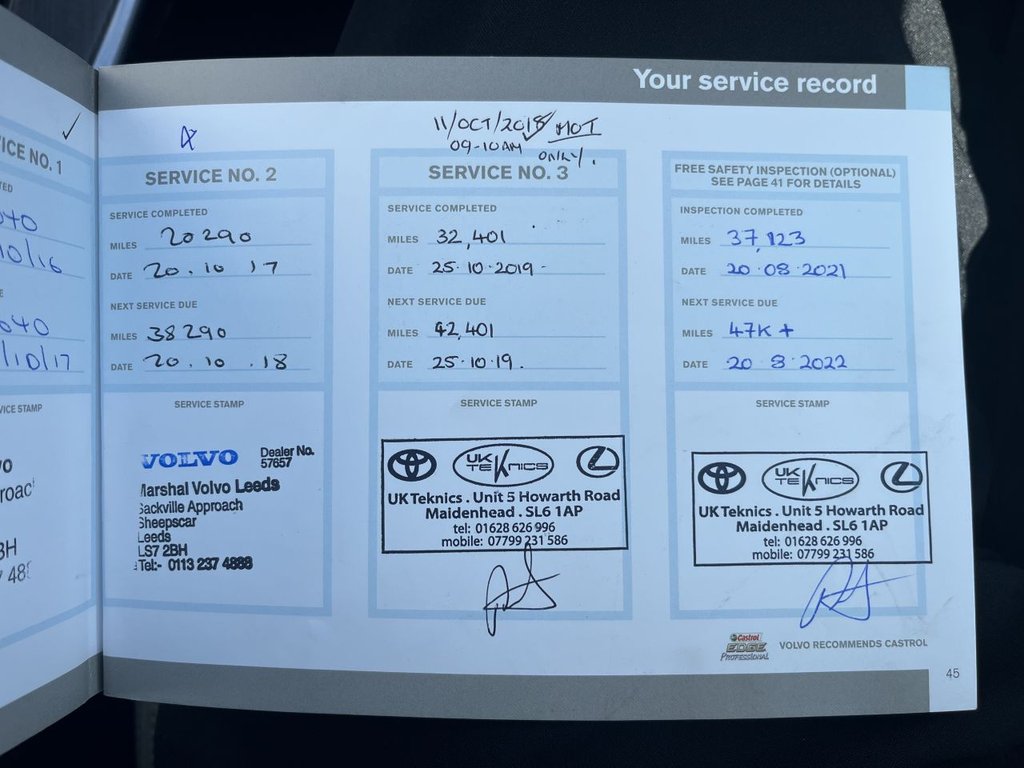 Your service record
ICE NO. 1
10/16
040
/10/17
VICE STAMP
11/OCT/2018 MOT
09-10AM ONLY.
SERVICE NO. 2
SERVICE COMPLETED
MILES 20290
DATE 20.10 17
NEXT SERVICE DUE
MILES 38290
DATE 20.10.18
SERVICE STAMP
VOLVO Dealer No.
57657
Marshal Volvo Leeds
Sackville Approach
Sheepscar
Leeds
LS7 2BH
Tel:- 0113 237 4888
SERVICE NO. 3
SERVICE COMPLETED
MILES 32,401
DATE 25.10.2019-
NEXT SERVICE DUE
MILES 42,401
DATE 25.10.19.
SERVICE STAMP
UK TEKNICS
UK Teknics . Unit 5 Howarth Road
Maidenhead . SL6 1AP
tel: 01628 626 996
mobile: 07799 231 586
FREE SAFETY INSPECTION (OPTIONAL)
SEE PAGE 41 FOR DETAILS
INSPECTION COMPLETED
MILES 37,123
DATE 20.08.2021
NEXT SERVICE DUE
MILES 47K +
DATE 20 8 2022
SERVICE STAMP
UK TEKNICS
UK Teknics . Unit 5 Howarth Road
Maidenhead . SL6 1AP
tel: 01628 626 996
mobile: 07799 231 586
Castrol
EDGE
PROFESSIONAL
VOLVO RECOMMENDS CASTROL
45